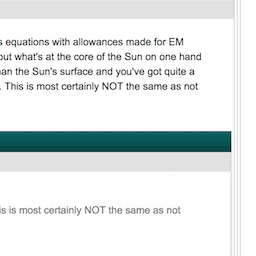 s equations with allowances made for EM
out what's at the core of the Sun on one hand
an the Sun's surface and you've got quite a
. This is most certainly NOT the same as not
is is most certainly NOT the same as not